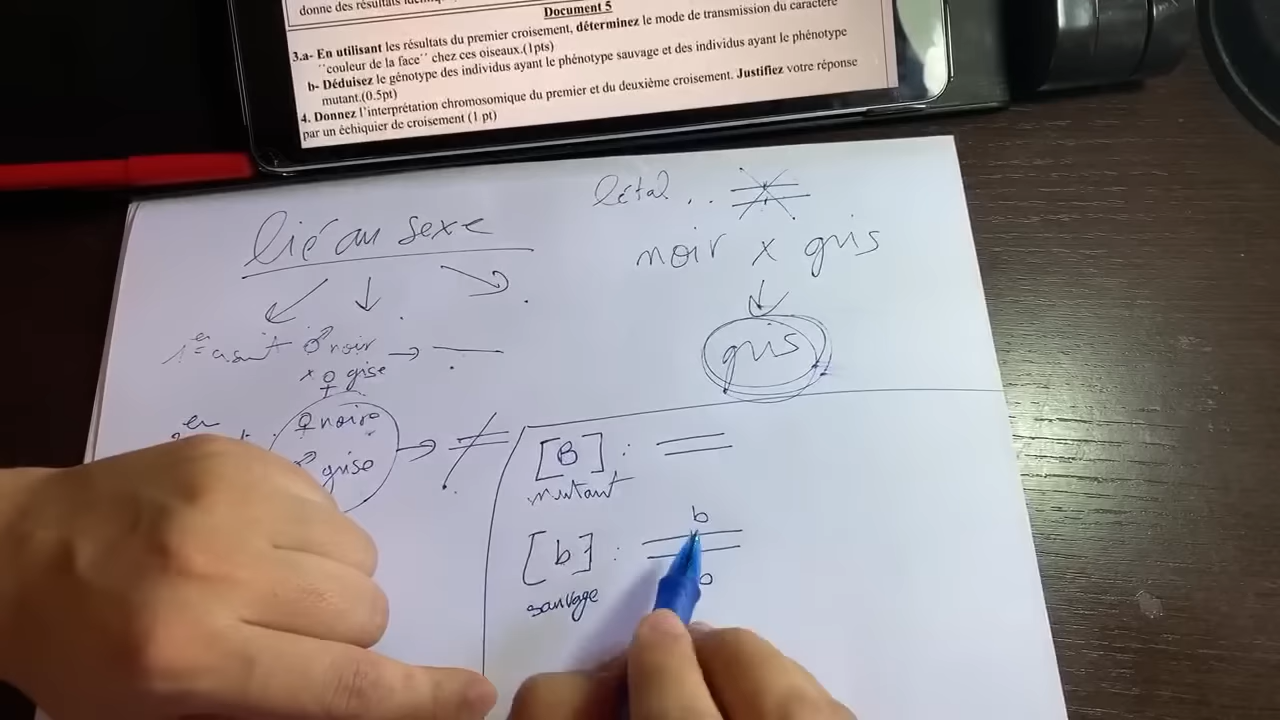 donne des résultats
Document 5
3.a- En utilisant les résultats du premier croisement, déterminez le mode de transmission du caractère
''couleur de la face'' chez ces oiseaux.(1pts)
b- Déduisez le génotype des individus ayant le phénotype sauvage et des individus ayant le phénotype
mutant.(0.5pt)
4. Donnez l'interprétation chromosomique du premier et du deuxième croisement. Justifiez votre réponse
par un échiquier de croisement (1 pt)
létal ..
lié au sexe
noir x gris
gris
1er ♂ noir
x ♀ grise
♀ noire
grise
[B] :
mutant
b
[b] :
sauvage